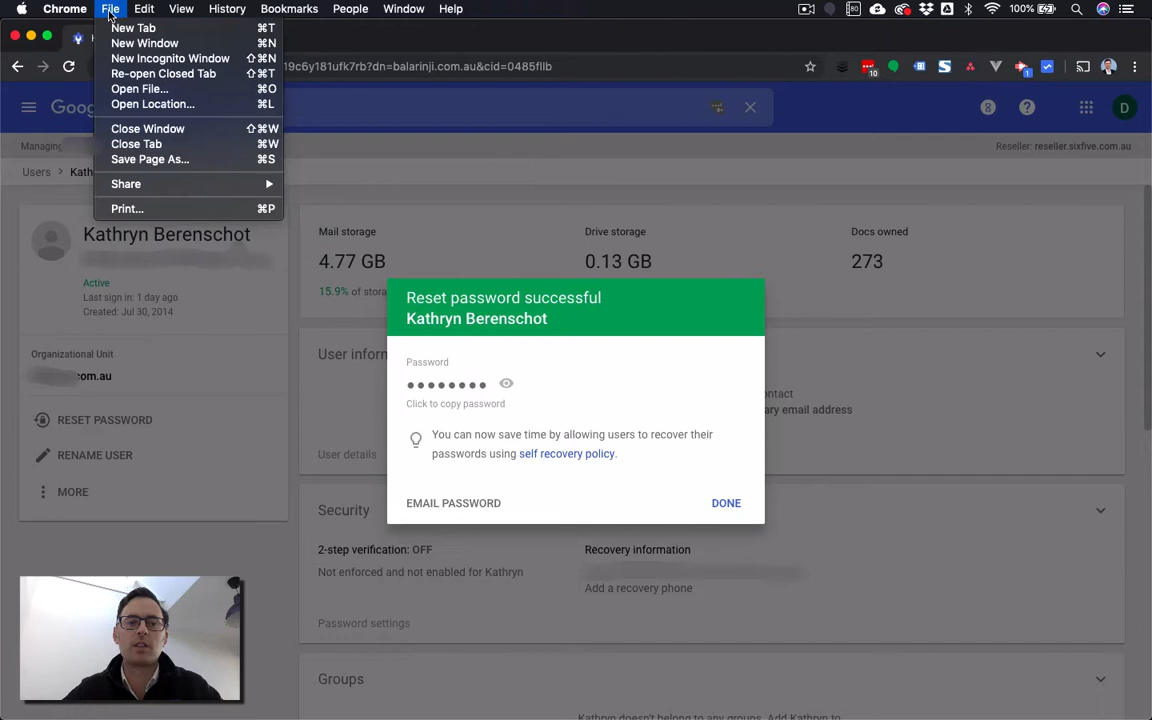 Chrome File Edit View History Bookmarks People Window Help 100%
New Tab ⌘T
New Window ⌘N
New Incognito Window ⇧⌘N
Re-open Closed Tab ⇧⌘T
Open File... ⌘O
Open Location... ⌘L
Close Window ⇧⌘W
Close Tab ⌘W
Save Page As... ⌘S
Share
Print... ⌘P
19c6y181ufk7rb?dn=balarinji.com.au&cid=0485fllb
10
1
Goog
8
D
Managing
Reseller: reseller.sixfive.com.au
Users > Kath
Kathryn Berenschot
Active
Last sign in: 1 day ago
Created: Jul 30, 2014
Organizational Unit
com.au
RESET PASSWORD
RENAME USER
MORE
Mail storage
4.77 GB
15.9% of stora
Drive storage
0.13 GB
Docs owned
273
User inform
contact
ary email address
User details
Reset password successful
Kathryn Berenschot
Password
••••••••
Click to copy password
You can now save time by allowing users to recover their
passwords using self recovery policy.
EMAIL PASSWORD DONE
Security
2-step verification: OFF
Not enforced and not enabled for Kathryn
Recovery information
Add a recovery phone
Password settings
Groups
Kathryn doesn't belong to any groups. Add Kathryn to